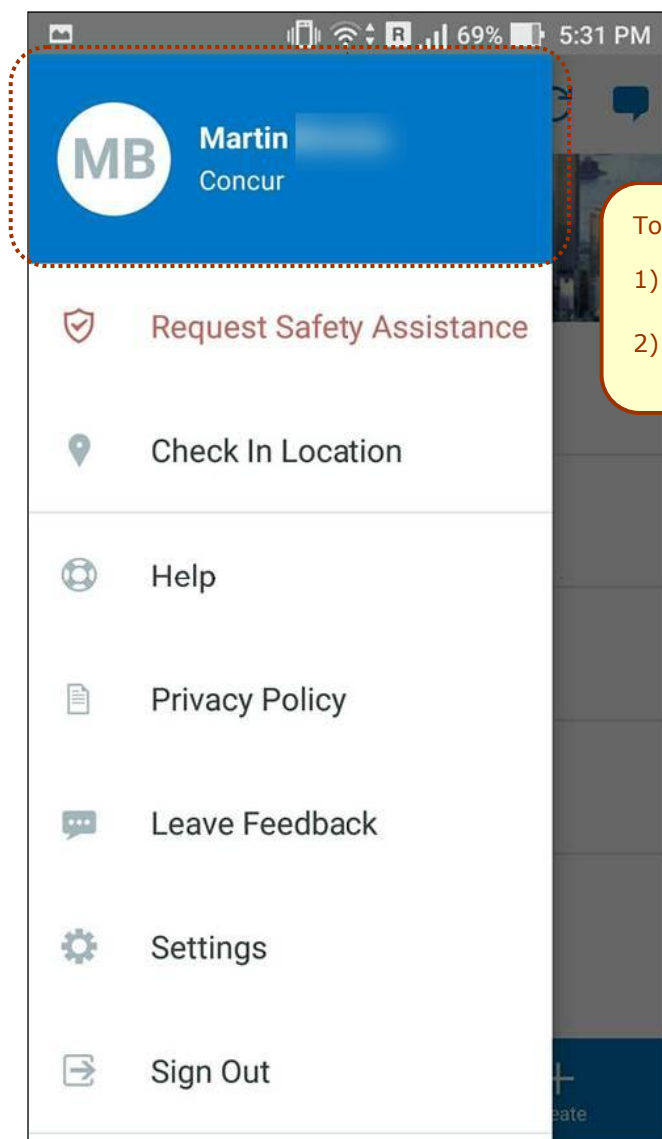 R 69% 5:31 PM
MB
Martin
Concur
To
1)
2)
Request Safety Assistance
Check In Location
Help
Privacy Policy
Leave Feedback
Settings
Sign Out
eate